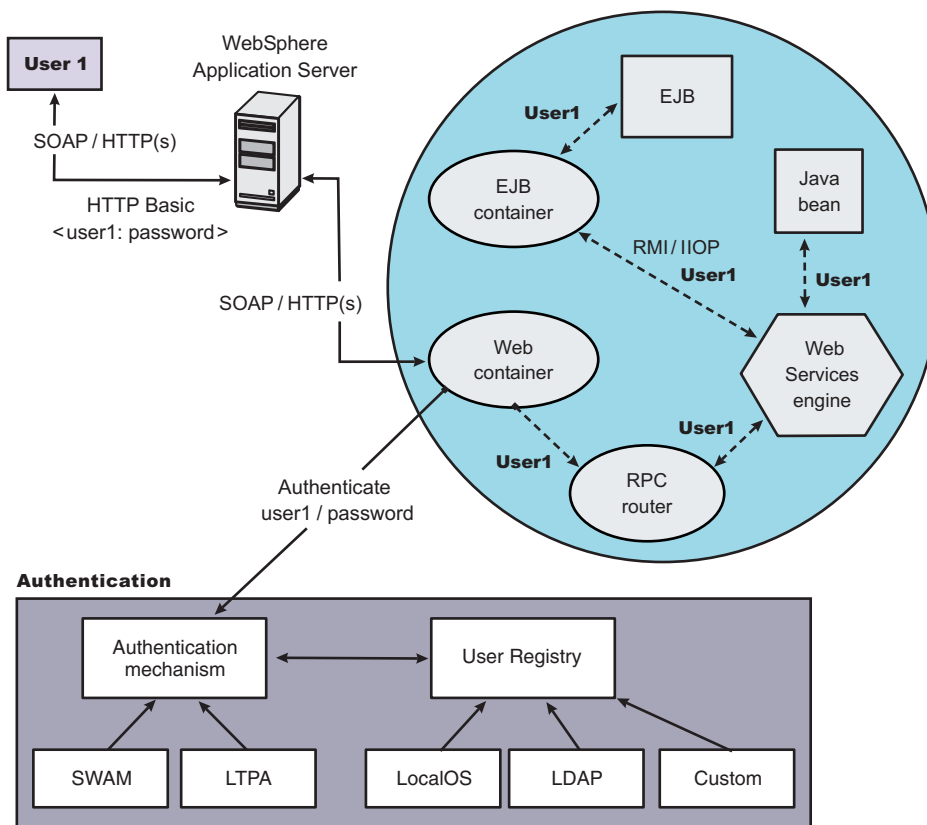 WebSphere
Application Server
User 1
SOAP / HTTP(s)
HTTP Basic
<user1: password>
SOAP / HTTP(s)
EJB
User1
EJB
container
Java
bean
RMI / IIOP
User1
User1
Web
container
Web
Services
engine
User1
User1
RPC
router
Authenticate
user1 / password
Authentication
Authentication
mechanism
User Registry
SWAM
LTPA
LocalOS
LDAP
Custom